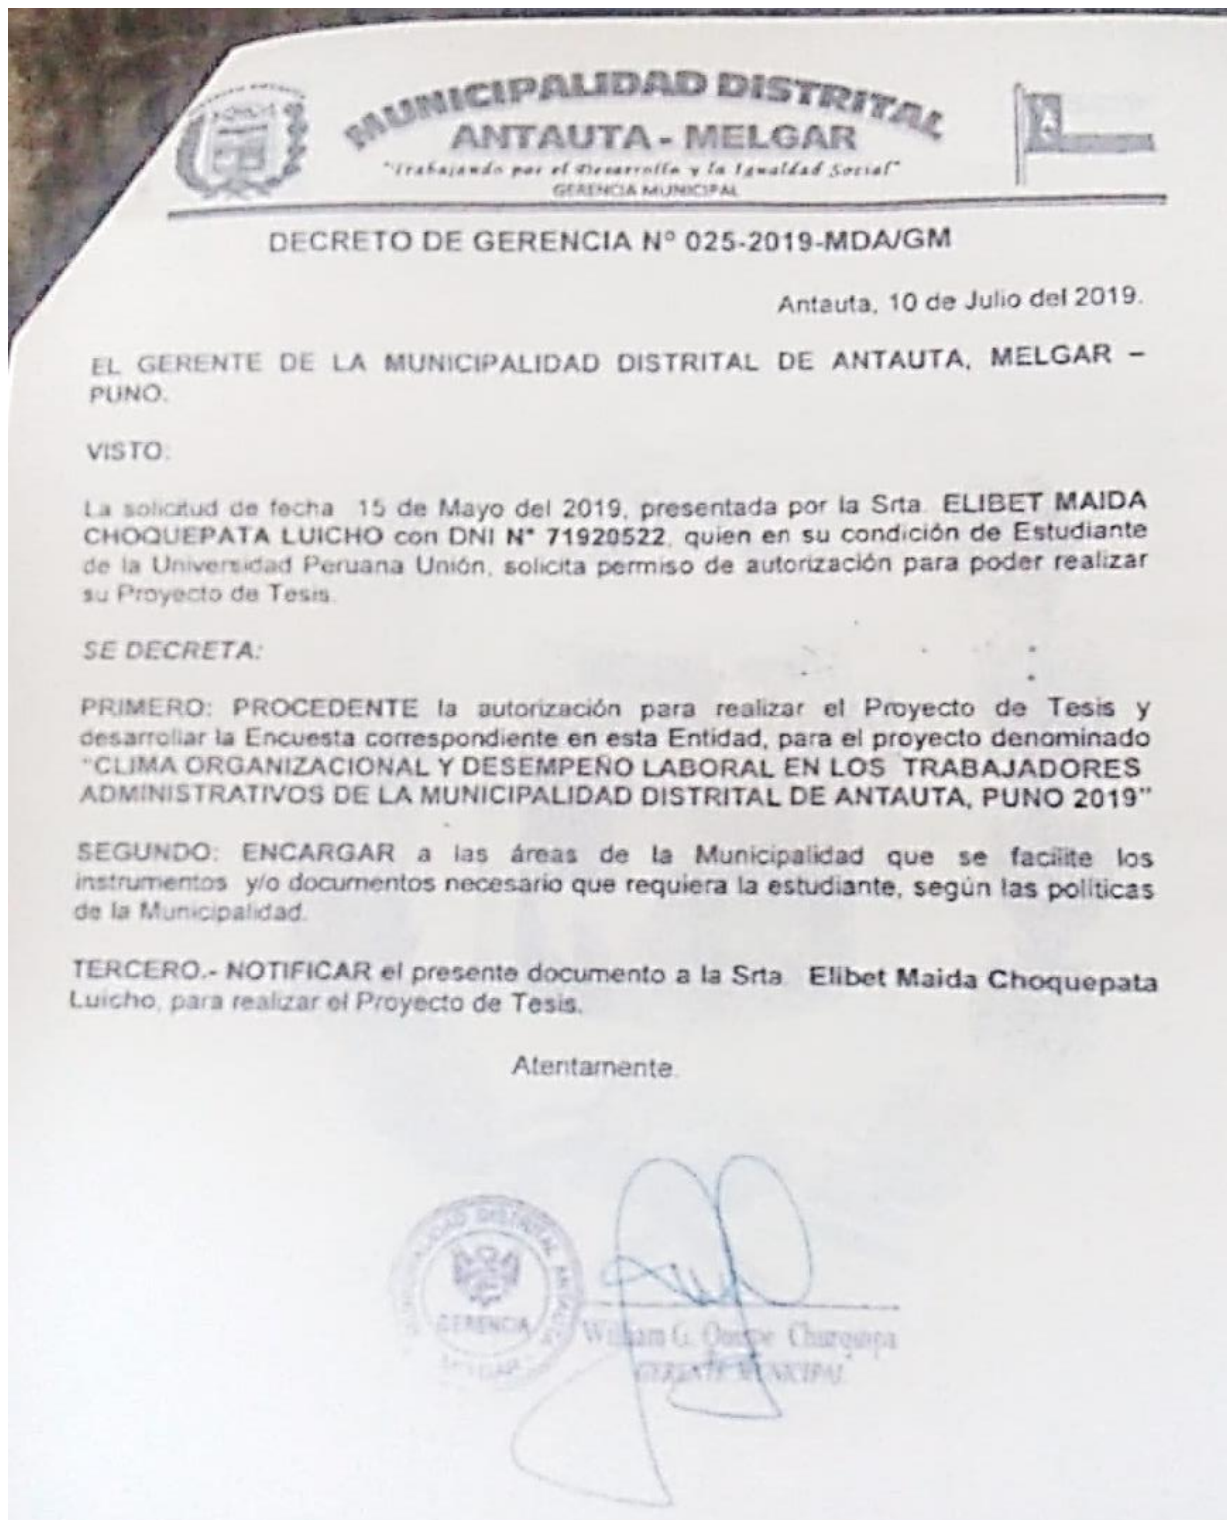 MUNICIPALIDAD DISTRITAL
ANTAUTA - MELGAR
"Trabajando por el Desarrollo y la Igualdad Social"
GERENCIA MUNICIPAL
DECRETO DE GERENCIA Nº 025-2019-MDA/GM
Antauta, 10 de Julio del 2019.
EL GERENTE DE LA MUNICIPALIDAD DISTRITAL DE ANTAUTA, MELGAR –
PUNO.
VISTO:
La solicitud de fecha 15 de Mayo del 2019, presentada por la Srta. ELIBET MAIDA
CHOQUEPATA LUICHO con DNI N° 71920522, quien en su condición de Estudiante
de la Universidad Peruana Unión, solicita permiso de autorización para poder realizar
su Proyecto de Tesis.
SE DECRETA:
PRIMERO: PROCEDENTE la autorización para realizar el Proyecto de Tesis y
desarrollar la Encuesta correspondiente en esta Entidad, para el proyecto denominado
"CLIMA ORGANIZACIONAL Y DESEMPEÑO LABORAL EN LOS TRABAJADORES
ADMINISTRATIVOS DE LA MUNICIPALIDAD DISTRITAL DE ANTAUTA, PUNO 2019"
SEGUNDO: ENCARGAR a las áreas de la Municipalidad que se facilite los
instrumentos y/o documentos necesario que requiera la estudiante, según las políticas
de la Municipalidad.
TERCERO.- NOTIFICAR el presente documento a la Srta. Elibet Maida Choquepata
Luicho, para realizar el Proyecto de Tesis.
Atentamente.
MUNICIPALIDAD DISTRITAL ANTAUTA
GERENCIA
MELGAR
William G. Quispe
GERENTE MUNICIPAL